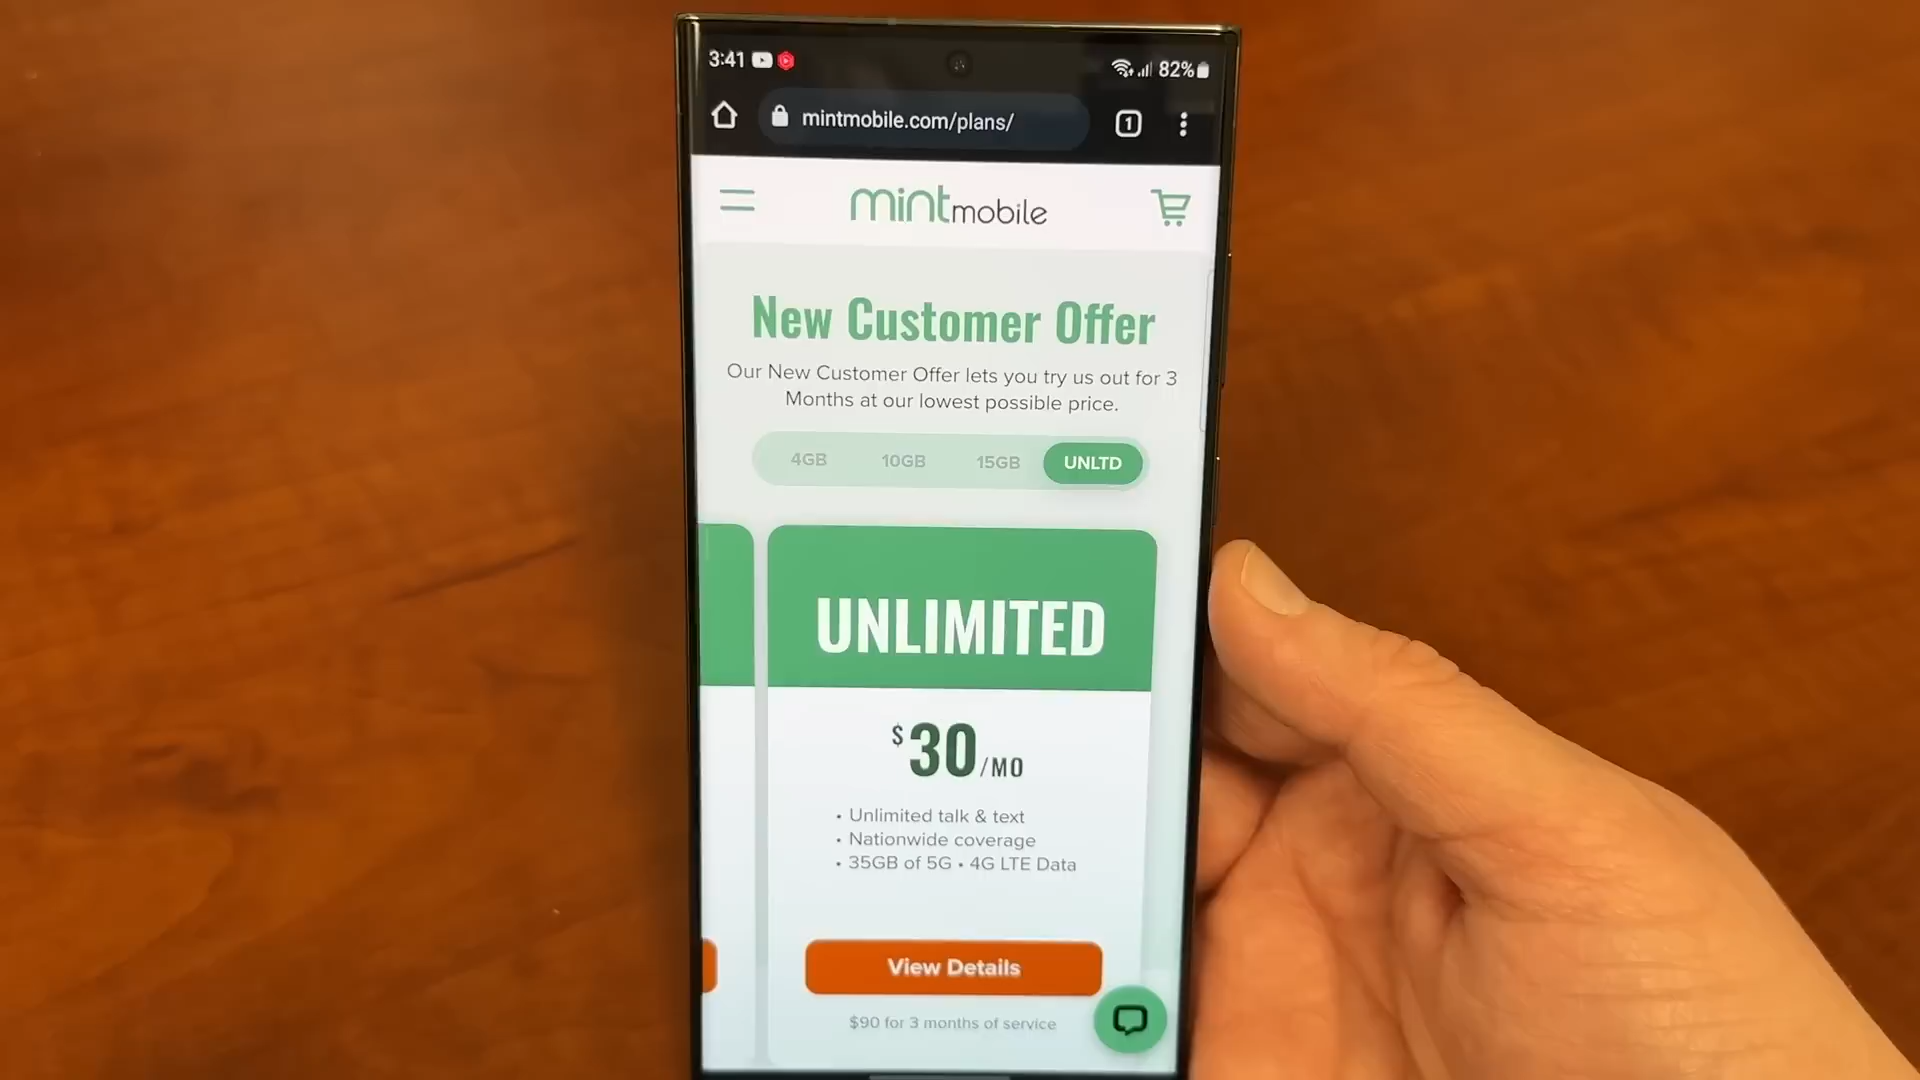 3:41 82%
mintmobile.com/plans/ 1
mint mobile
New Customer Offer
Our New Customer Offer lets you try us out for 3
Months at our lowest possible price.
4GB 10GB 15GB UNLTD
UNLIMITED
$30/MO
• Unlimited talk & text
• Nationwide coverage
• 35GB of 5G • 4G LTE Data
View Details
$90 for 3 months of service